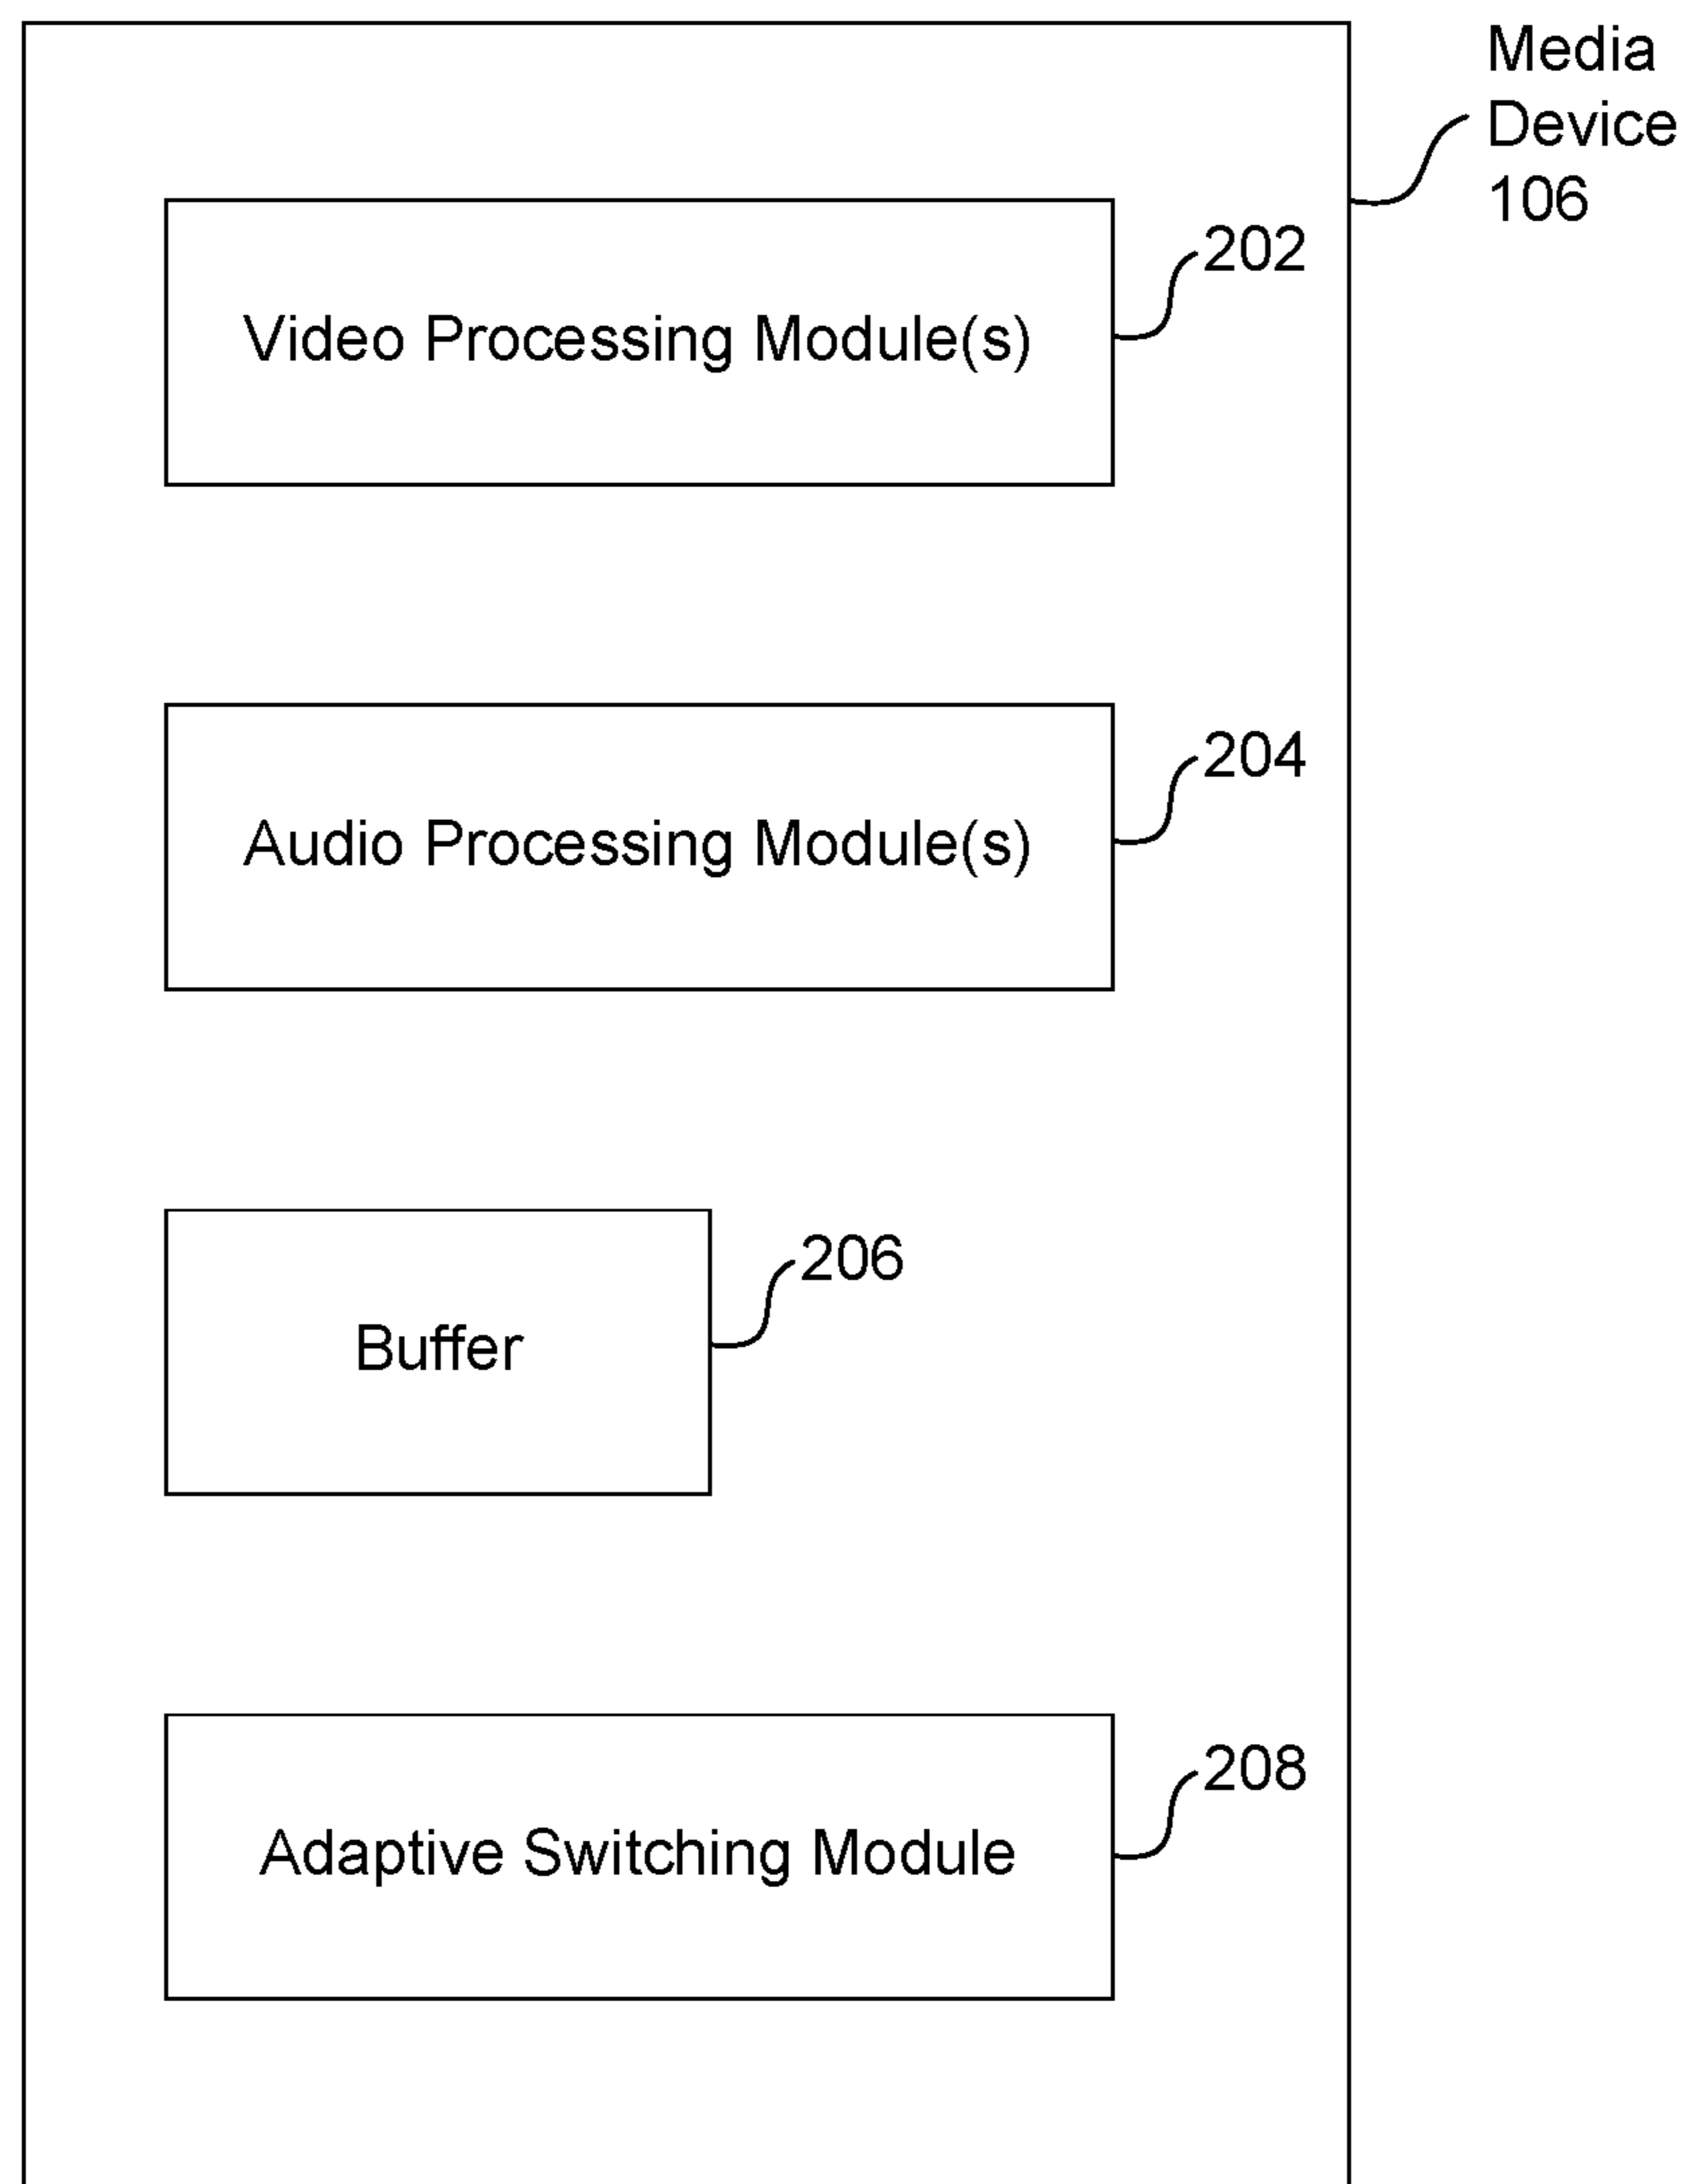 Media
Device
106
202
Video Processing Module(s)
204
Audio Processing Module(s)
206
Buffer
208
Adaptive Switching Module